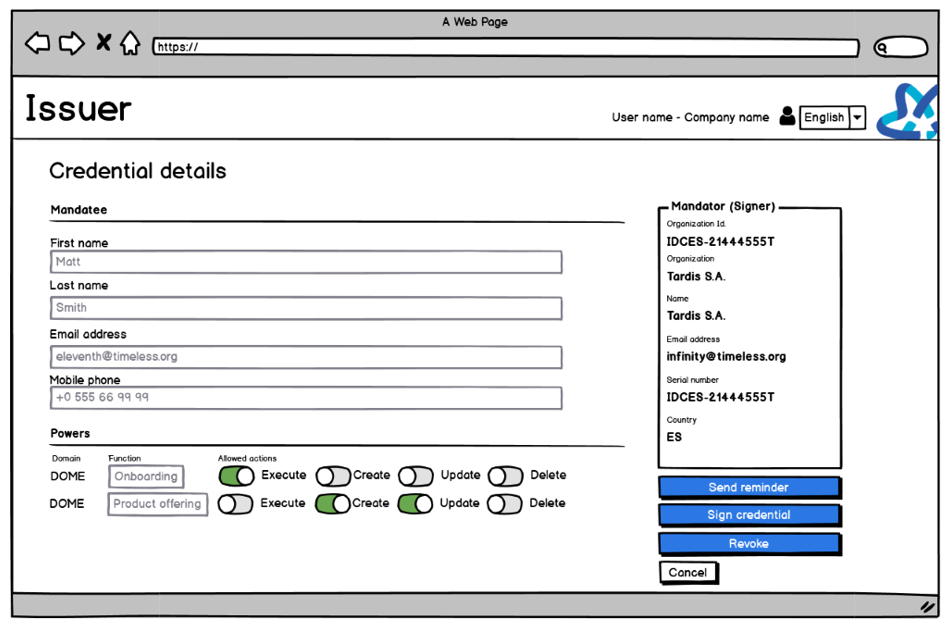 A Web Page
https://
Issuer
User name - Company name
English
Credential details
Mandatee
First name
Matt
Last name
Smith
Email address
eleventh@timeless.org
Mobile phone
+0 555 66 99 99
Powers
Domain Function Allowed actions
DOME Onboarding Execute Create Update Delete
DOME Product offering Execute Create Update Delete
Mandator (Signer)
Organization Id.
IDCES-21444555T
Organization
Tardis S.A.
Name
Tardis S.A.
Email address
infinity@timeless.org
Serial number
IDCES-21444555T
Country
ES
Send reminder
Sign credential
Revoke
Cancel